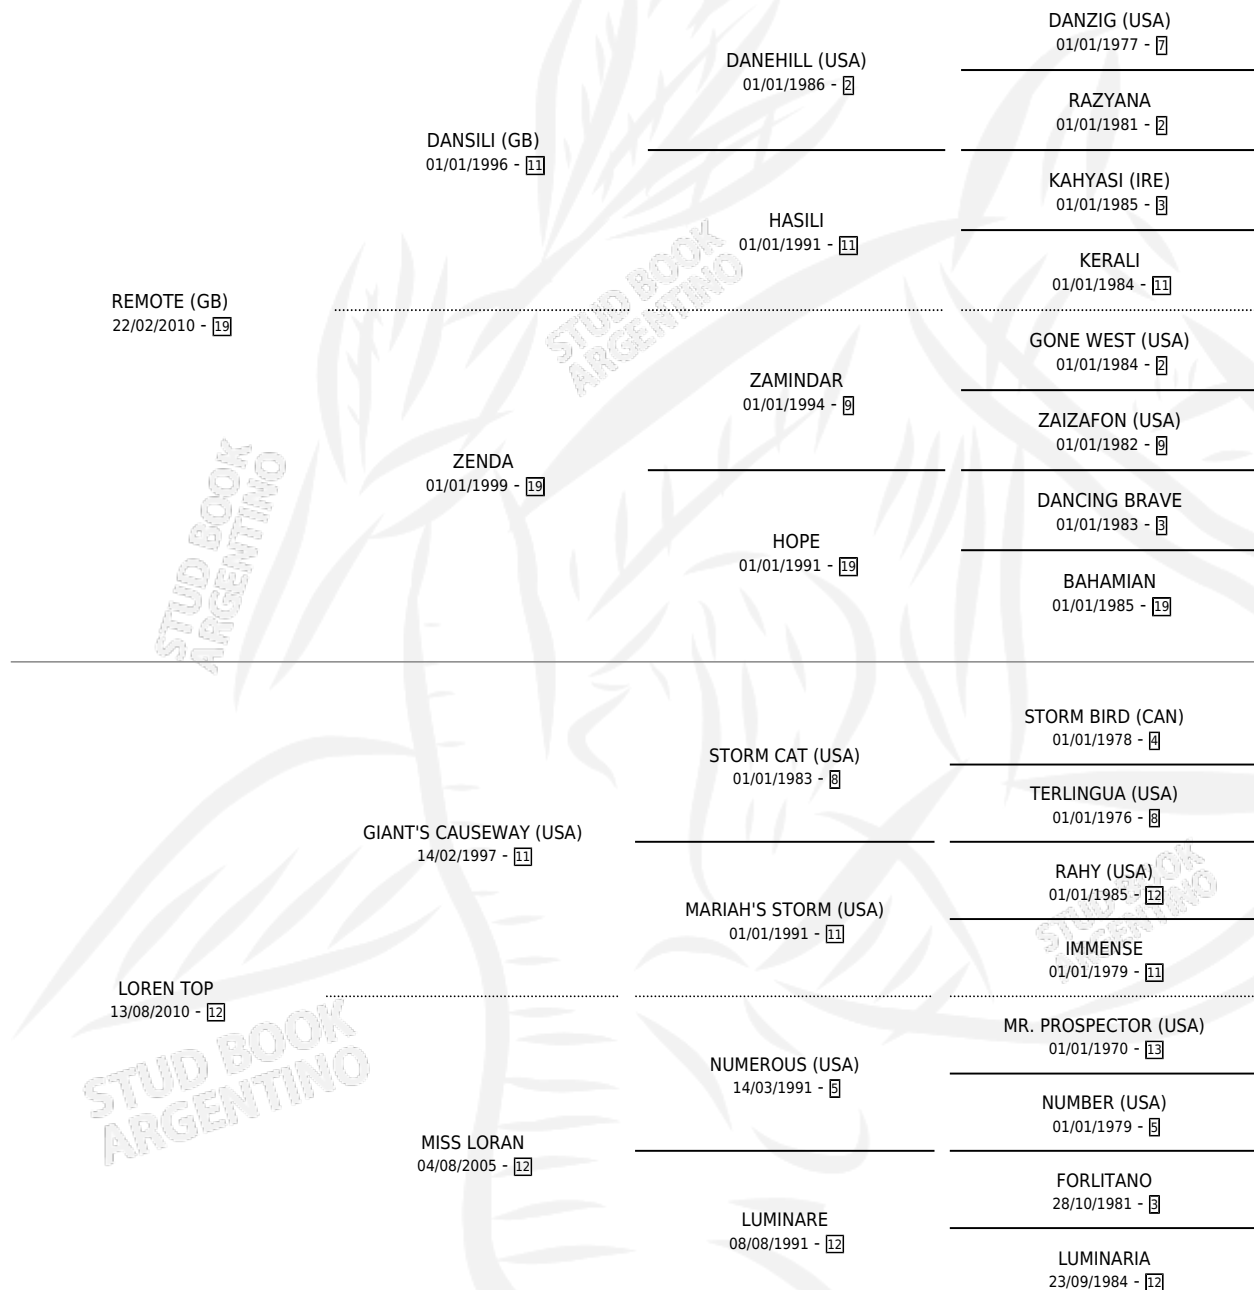 DANZIG (USA)
01/01/1977 - 7
DANEHILL (USA)
01/01/1986 - 2
RAZYANA
01/01/1981 - 2
DANSILI (GB)
01/01/1996 - 11
KAHYASI (IRE)
01/01/1985 - 3
HASILI
01/01/1991 - 11
KERALI
01/01/1984 - 11
REMOTE (GB)
22/02/2010 - 19
GONE WEST (USA)
01/01/1984 - 2
ZAMINDAR
01/01/1994 - 9
ZAIZAFON (USA)
01/01/1982 - 9
ZENDA
01/01/1999 - 19
DANCING BRAVE
01/01/1983 - 3
HOPE
01/01/1991 - 19
BAHAMIAN
01/01/1985 - 19
STORM BIRD (CAN)
01/01/1978 - 4
STORM CAT (USA)
01/01/1983 - 8
TERLINGUA (USA)
01/01/1976 - 8
GIANT'S CAUSEWAY (USA)
14/02/1997 - 11
RAHY (USA)
01/01/1985 - 12
MARIAH'S STORM (USA)
01/01/1991 - 11
IMMENSE
01/01/1979 - 11
LOREN TOP
13/08/2010 - 12
MR. PROSPECTOR (USA)
01/01/1970 - 13
NUMEROUS (USA)
14/03/1991 - 5
NUMBER (USA)
01/01/1979 - 5
MISS LORAN
04/08/2005 - 12
FORLITANO
28/10/1981 - 3
LUMINARE
08/08/1991 - 12
LUMINARIA
23/09/1984 - 12
STUD BOOK
ARGENTINO
STUD BOOK
ARGENTINO
STUD BOOK
ARGENTINO
STUD BOOK
ARGENTINO